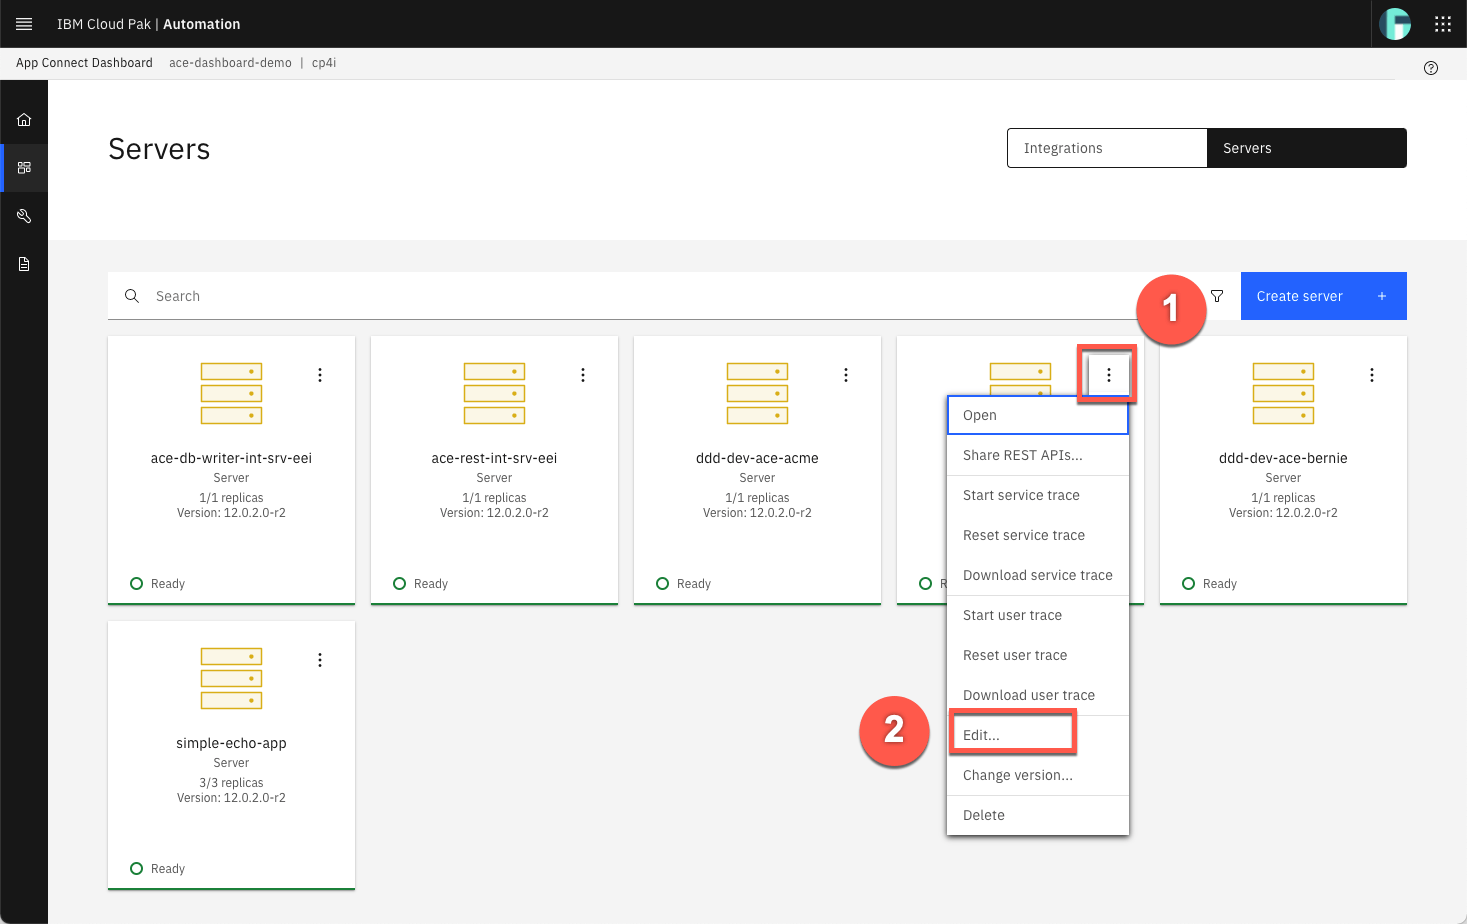 IBM Cloud Pak | Automation
App Connect Dashboard ace-dashboard-demo | cp4i
Servers
Integrations
Servers
Search
1
Create server +
ace-db-writer-int-srv-eei
Server
1/1 replicas
Version: 12.0.2.0-r2
Ready
ace-rest-int-srv-eei
Server
1/1 replicas
Version: 12.0.2.0-r2
Ready
ddd-dev-ace-acme
Server
1/1 replicas
Version: 12.0.2.0-r2
Ready
Open
Share REST APIs...
Start service trace
Reset service trace
Download service trace
Start user trace
Reset user trace
Download user trace
2
Edit...
Change version...
Delete
ddd-dev-ace-bernie
Server
1/1 replicas
Version: 12.0.2.0-r2
Ready
simple-echo-app
Server
3/3 replicas
Version: 12.0.2.0-r2
Ready